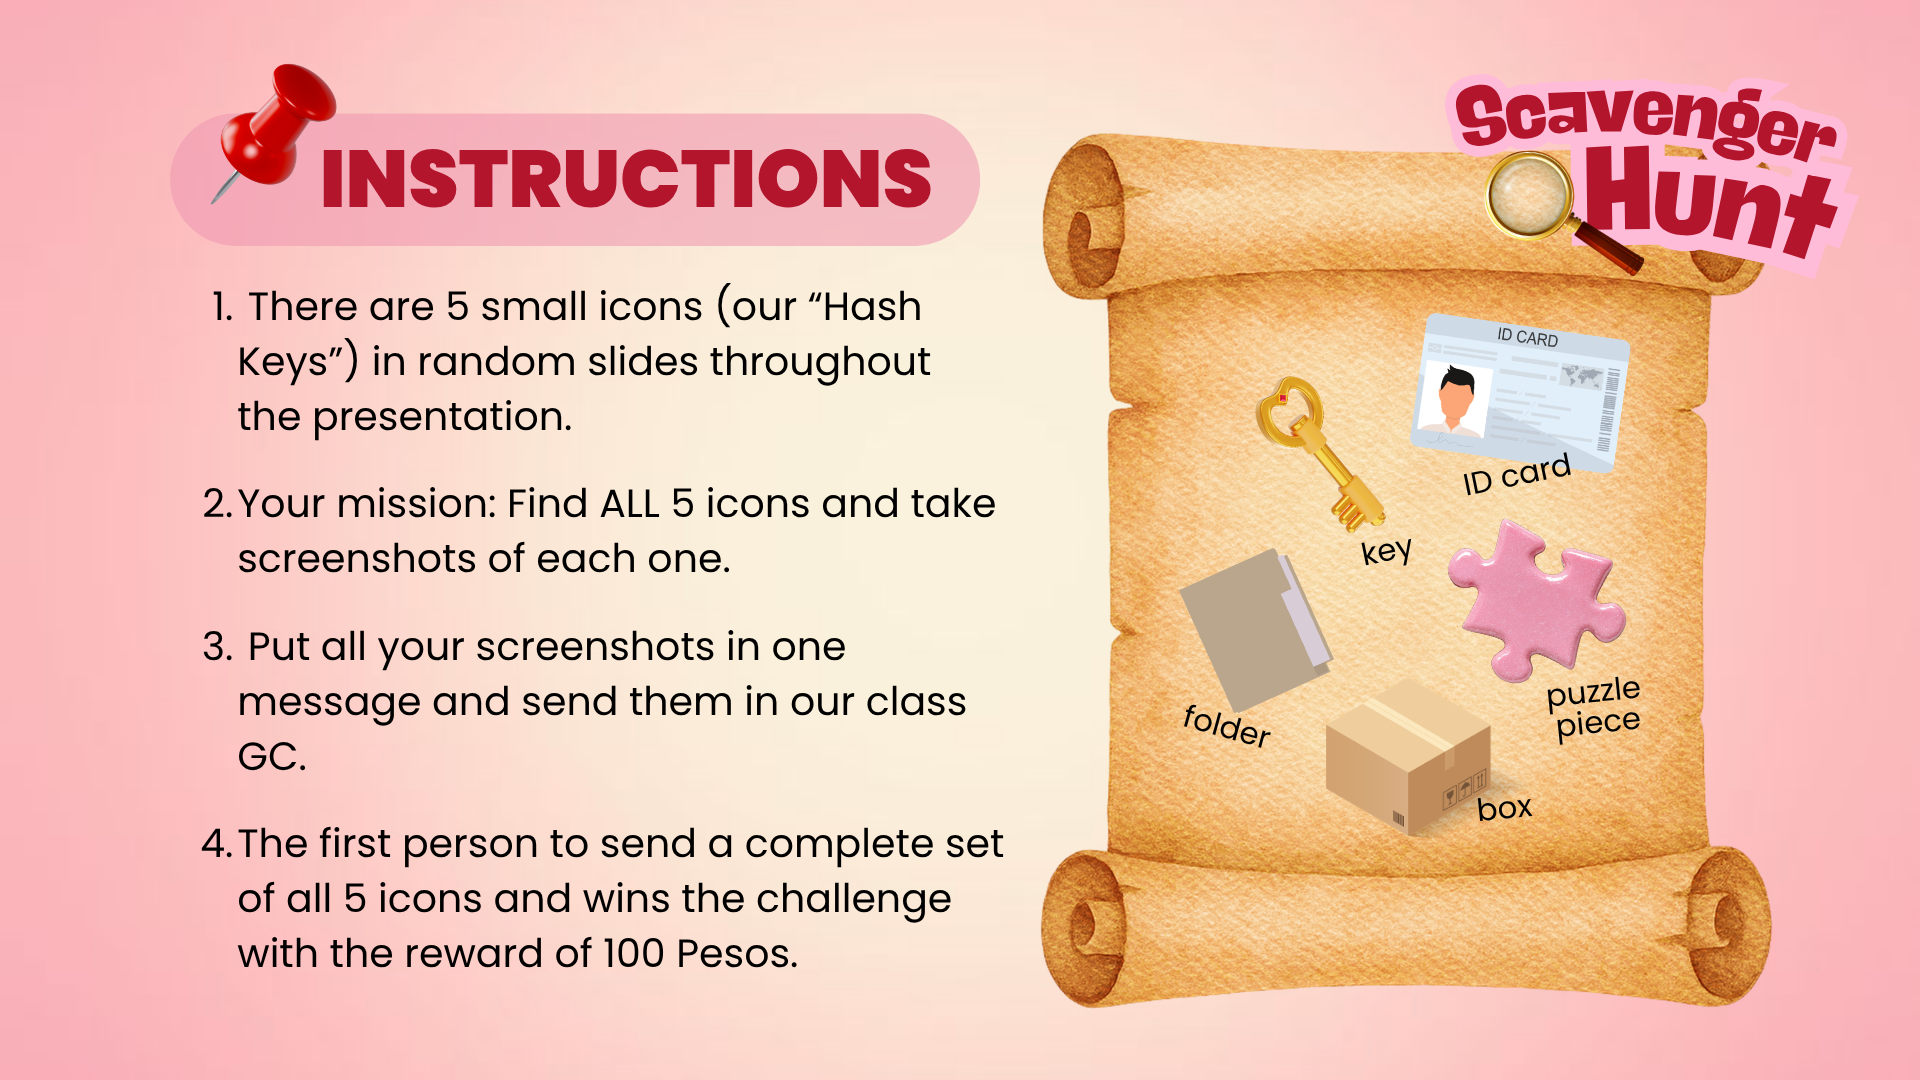 INSTRUCTIONS
1. There are 5 small icons (our “Hash
Keys”) in random slides throughout
the presentation.
2. Your mission: Find ALL 5 icons and take
screenshots of each one.
3. Put all your screenshots in one
message and send them in our class
GC.
4. The first person to send a complete set
of all 5 icons and wins the challenge
with the reward of 100 Pesos.
Scavenger
Hunt
ID CARD
ID card
key
folder
puzzle
piece
box